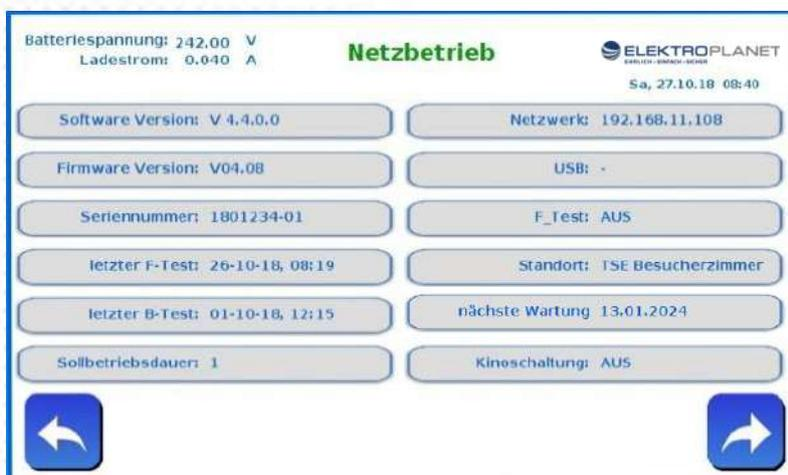 Batteriespannung: 242.00 V
Ladestrom: 0.040 A
Netzbetrieb
ELEKTROPLANET
EHRLICH - EINFACH - SICHER
Sa, 27.10.18 08:40
Software Version: V 4.4.0.0
Netzwerk: 192.168.11.108
Firmware Version: V04.08
USB: -
Seriennummer: 1801234-01
F_Test: AUS
letzter F-Test: 26-10-18, 08:19
Standort: TSE Besucherzimmer
letzter B-Test: 01-10-18, 12:15
nächste Wartung 13.01.2024
Sollbetriebsdauer: 1
Kinoschaltung: AUS